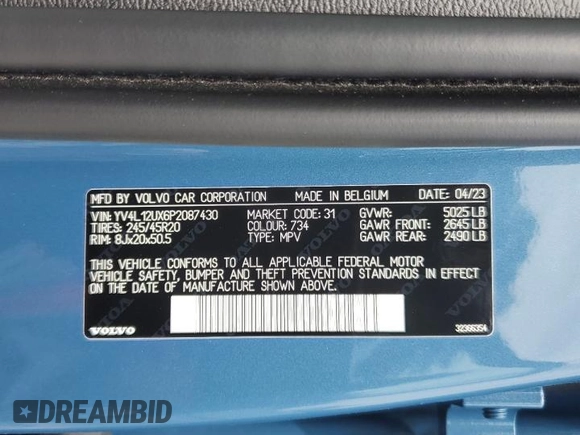 MFD BY VOLVO CAR CORPORATION MADE IN BELGIUM DATE: 04/23
VIN: YV4L12UX6P2087430 MARKET CODE: 31 GVWR: 5025 LB
TIRES: 245/45R20 COLOUR: 734 GAWR FRONT: 2645 LB
RIM: 8Jx20x50.5 TYPE: MPV GAWR REAR: 2490 LB
THIS VEHICLE CONFORMS TO ALL APPLICABLE FEDERAL MOTOR
VEHICLE SAFETY, BUMPER AND THEFT PREVENTION STANDARDS IN EFFECT
ON THE DATE OF MANUFACTURE SHOWN ABOVE.
VOLVO 32366354
DREAMBID